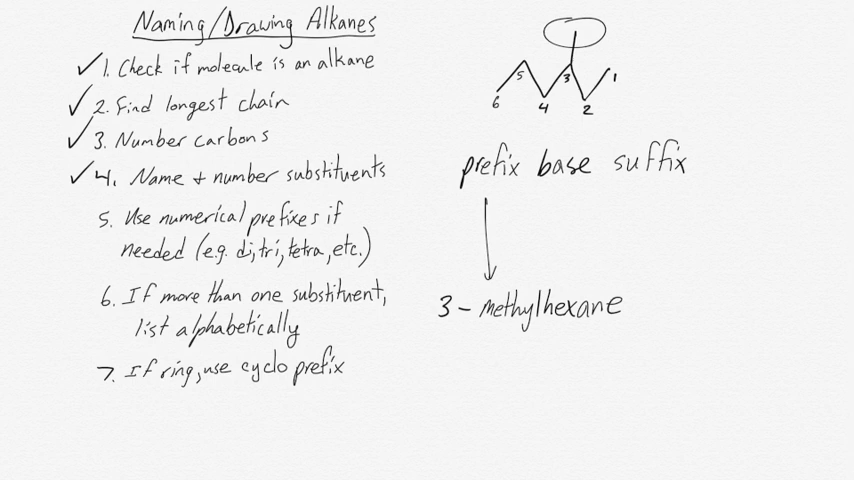 Naming/Drawing Alkanes
✓ 1. Check if molecule is an alkane
✓ 2. Find longest chain
✓ 3. Number carbons
✓ 4. Name + number substituents
5. Use numerical prefixes if
needed (e.g. di, tri, tetra, etc.)
6. If more than one substituent,
list alphabetically
7. If ring, use cyclo prefix
6 5 4 3 2 1
prefix base suffix
3-methylhexane